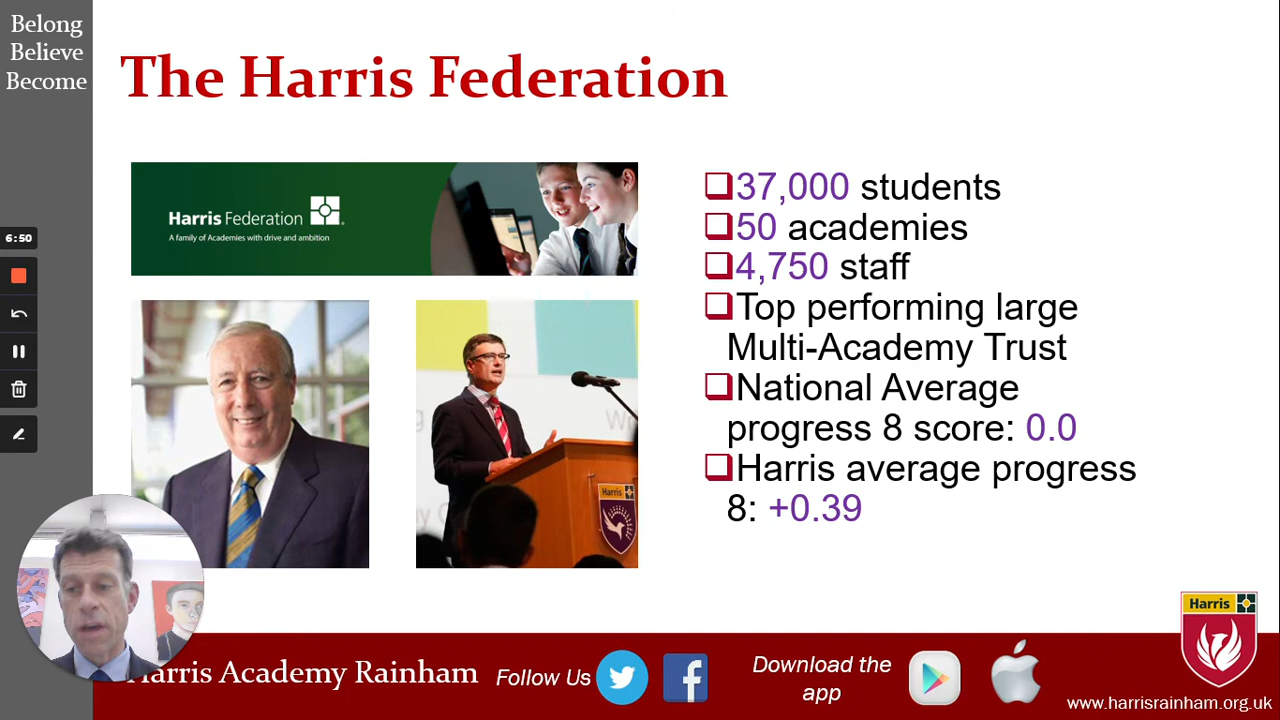 Belong
Believe
Become
The Harris Federation
Harris Federation
A family of Academies with drive and ambition
37,000 students
50 academies
4,750 staff
Top performing large
Multi-Academy Trust
National Average
progress 8 score: 0.0
Harris average progress
8: +0.39
6:50
Harris
Harris
Harris Academy Rainham
Follow Us
Download the
app
www.harrisrainham.org.uk